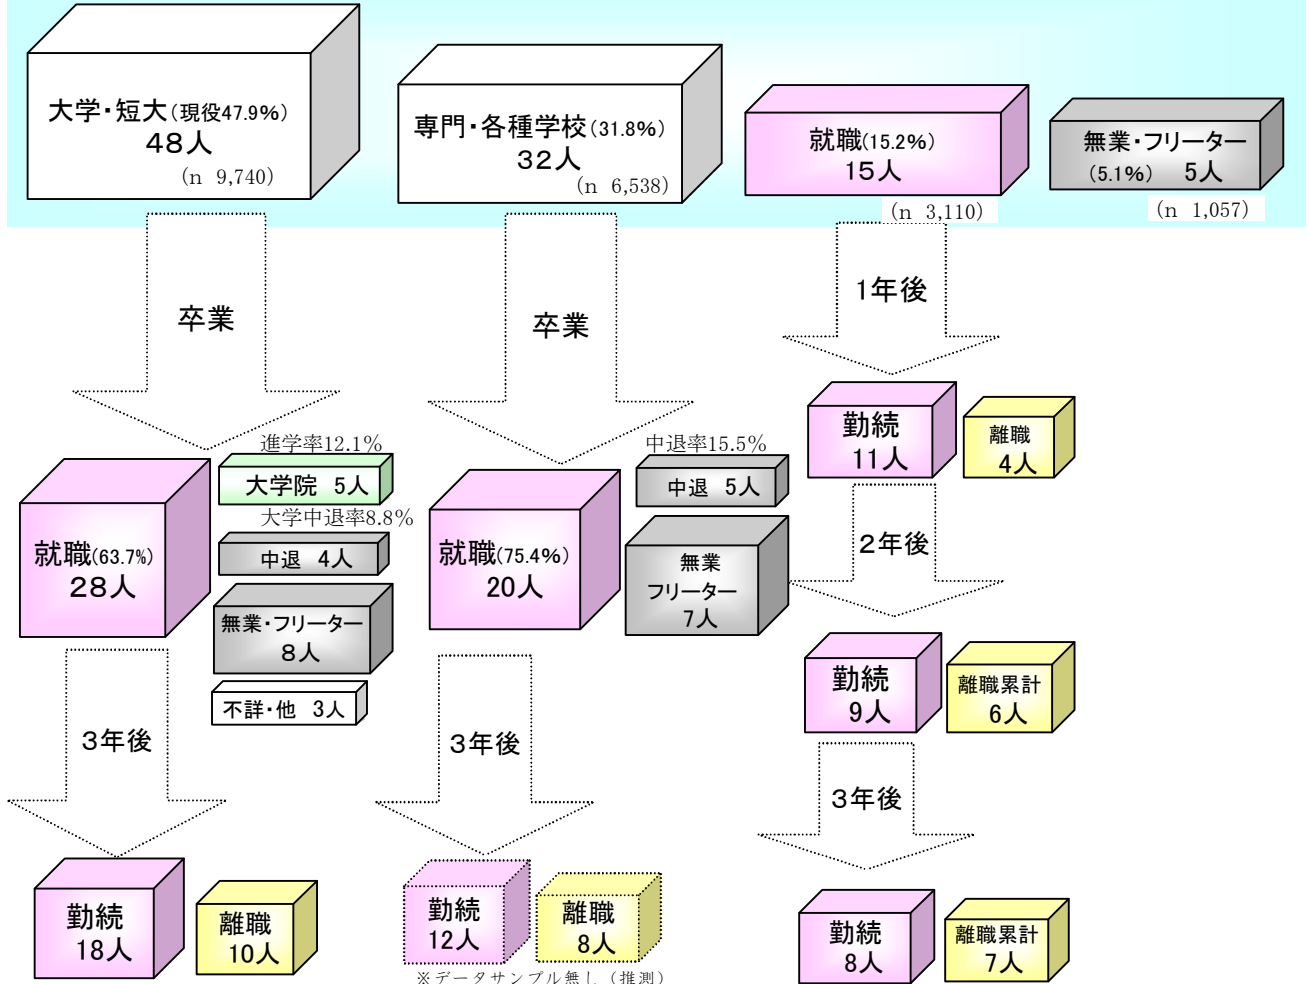 大学・短大(現役47.9%)
48人
(n 9,740)
専門・各種学校(31.8%)
32人
(n 6,538)
就職(15.2%)
15人
(n 3,110)
無業・フリーター
(5.1%) 5人
(n 1,057)
卒業
卒業
1年後
進学率12.1%
大学院 5人
大学中退率8.8%
中退 4人
就職(63.7%)
28人
無業・フリーター
8人
不詳・他 3人
中退率15.5%
中退 5人
就職(75.4%)
20人
無業
フリーター
7人
勤続
11人
離職
4人
2年後
勤続
9人
離職累計
6人
3年後
3年後
3年後
勤続
18人
離職
10人
勤続
12人
離職
8人
※データサンプル無し(推測)
勤続
8人
離職累計
7人